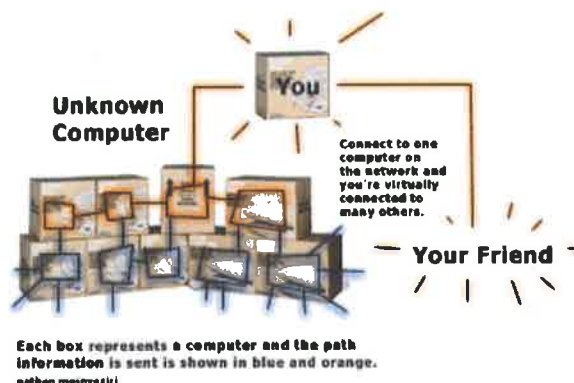 You
Unknown
Computer
Connect to one
computer on
the network and
you're virtually
connected to
many others.
Your Friend
Each box represents a computer and the path
information is sent is shown in blue and orange.